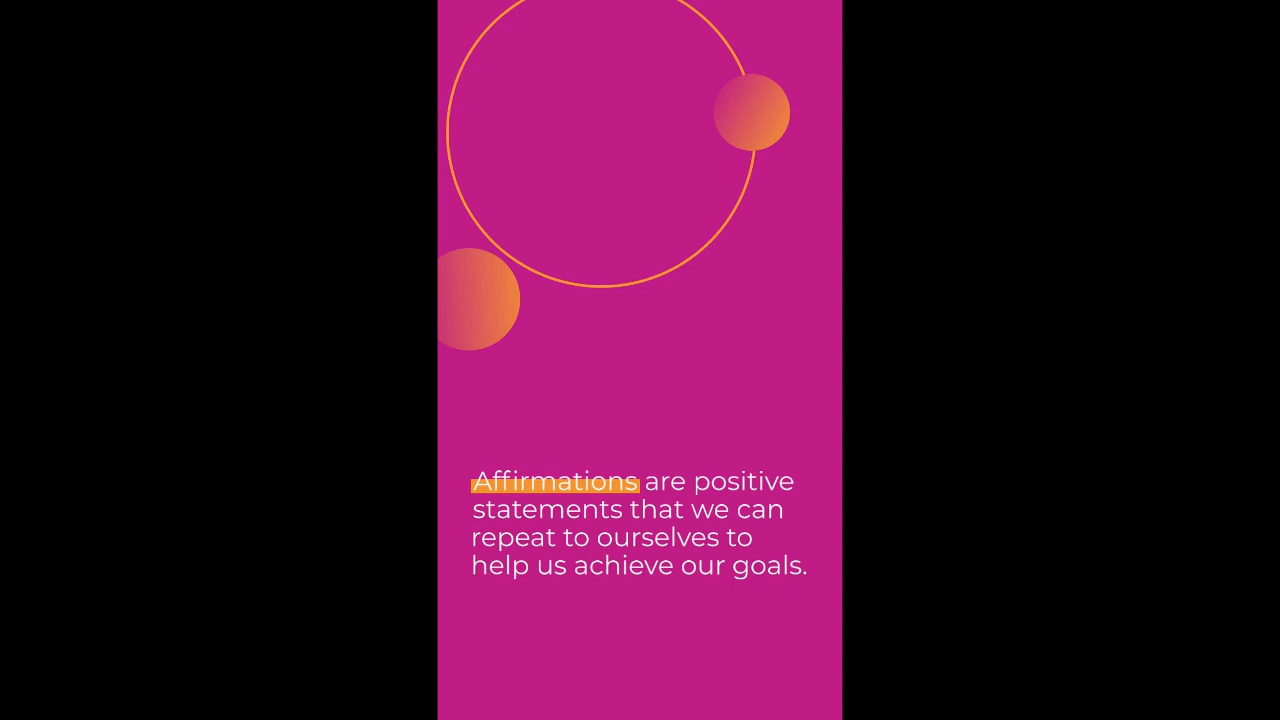 Affirmations are positive
statements that we can
repeat to ourselves to
help us achieve our goals.